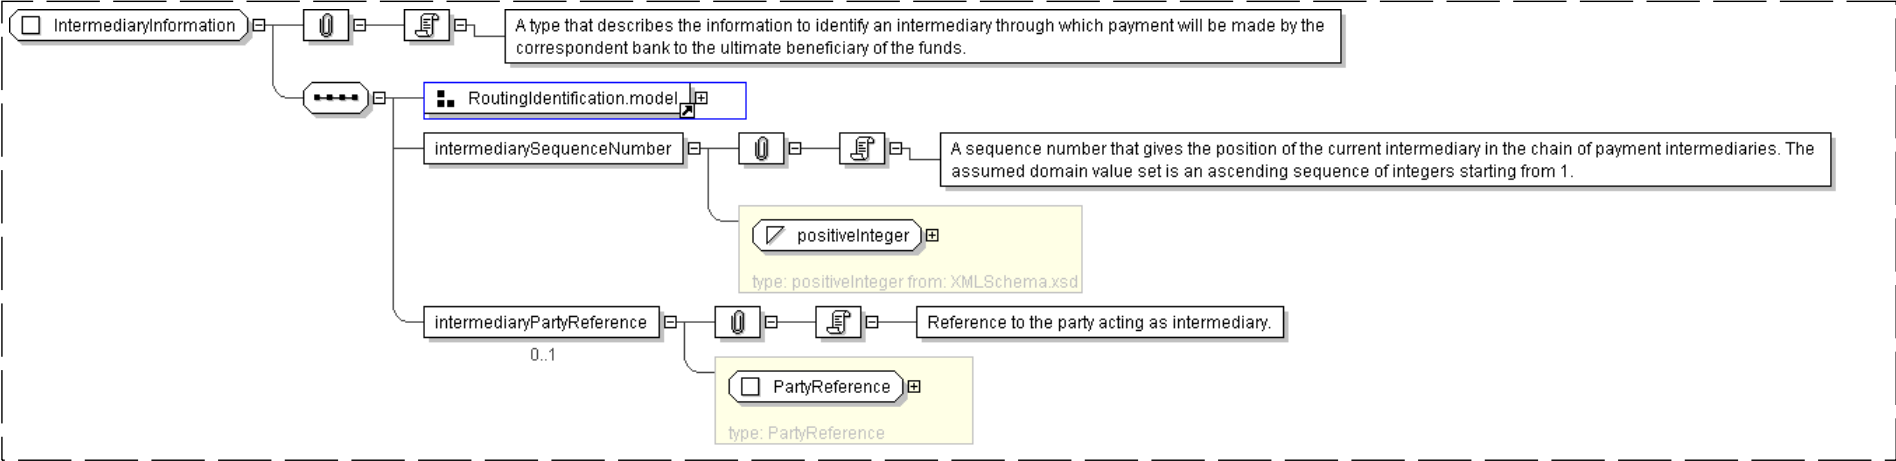 IntermediaryInformation
A type that describes the information to identify an intermediary through which payment will be made by the
correspondent bank to the ultimate beneficiary of the funds.
RoutingIdentification.model
intermediarySequenceNumber
A sequence number that gives the position of the current intermediary in the chain of payment intermediaries. The
assumed domain value set is an ascending sequence of integers starting from 1.
positiveInteger
type: positiveInteger from: XMLSchema.xsd
intermediaryPartyReference
Reference to the party acting as intermediary.
0..1
PartyReference
type: PartyReference